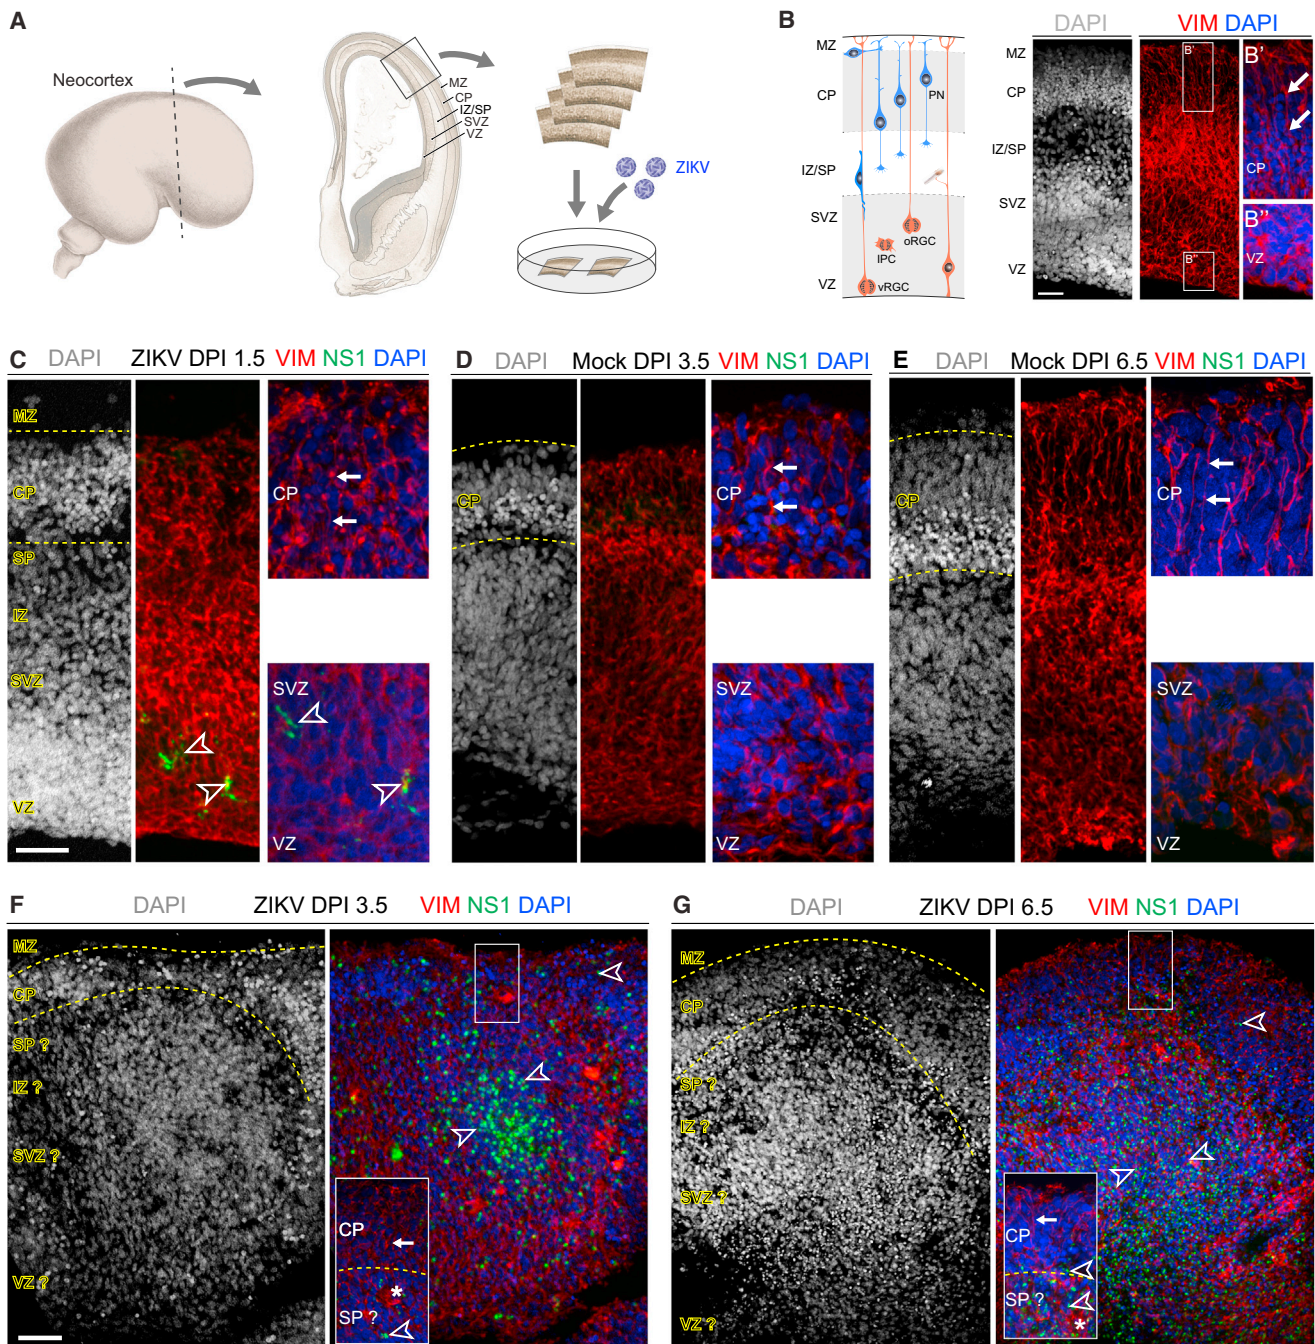 A
Neocortex
MZ
CP
IZ/SP
SVZ
VZ
ZIKV
B
MZ
CP
IZ/SP
SVZ
VZ
PN
oRGC
IPC
vRGC
DAPI
VIM DAPI
MZ
CP
IZ/SP
SVZ
VZ
B'
B''
B'
CP
B''
VZ
C
DAPI
ZIKV DPI 1.5
VIM NS1 DAPI
MZ
CP
SP
IZ
SVZ
VZ
CP
SVZ
VZ
D
DAPI
Mock DPI 3.5
VIM NS1 DAPI
CP
CP
SVZ
VZ
E
DAPI
Mock DPI 6.5
VIM NS1 DAPI
CP
CP
SVZ
VZ
F
DAPI
ZIKV DPI 3.5
VIM NS1 DAPI
MZ
CP
SP ?
IZ ?
SVZ ?
VZ ?
CP
*
SP ?
G
DAPI
ZIKV DPI 6.5
VIM NS1 DAPI
MZ
CP
SP ?
IZ ?
SVZ ?
VZ ?
CP
SP ?
*